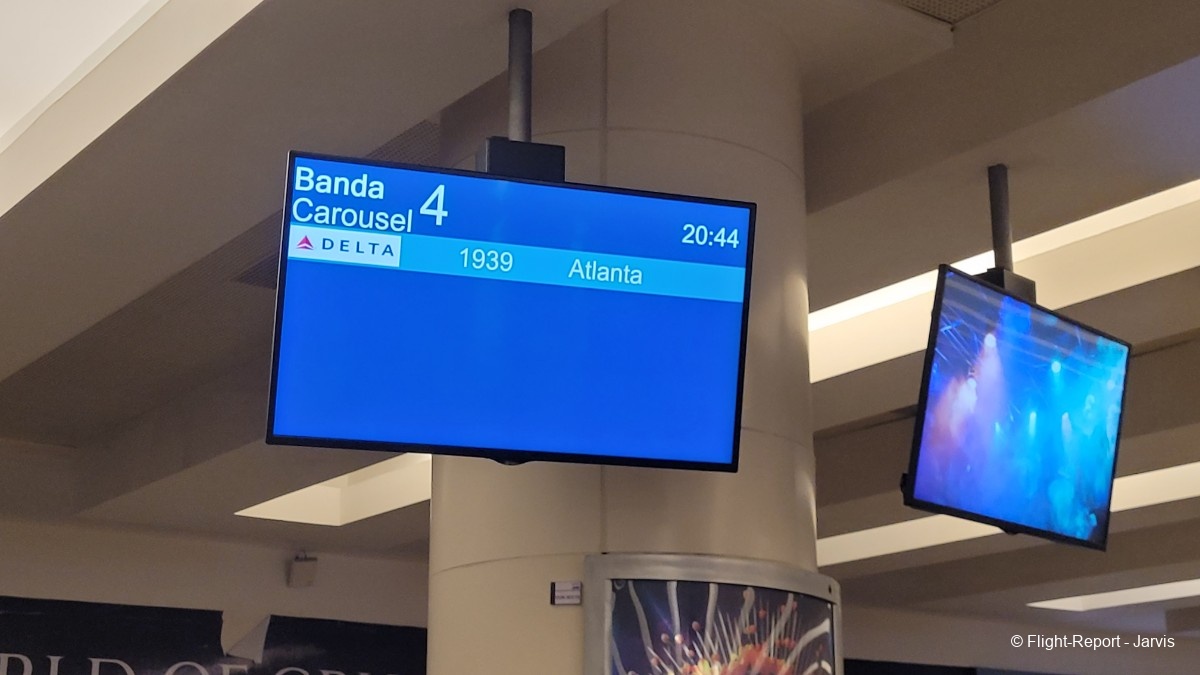 Banda
Carousel 4
20:44
DELTA 1939 Atlanta
© Flight-Report - Jarvis